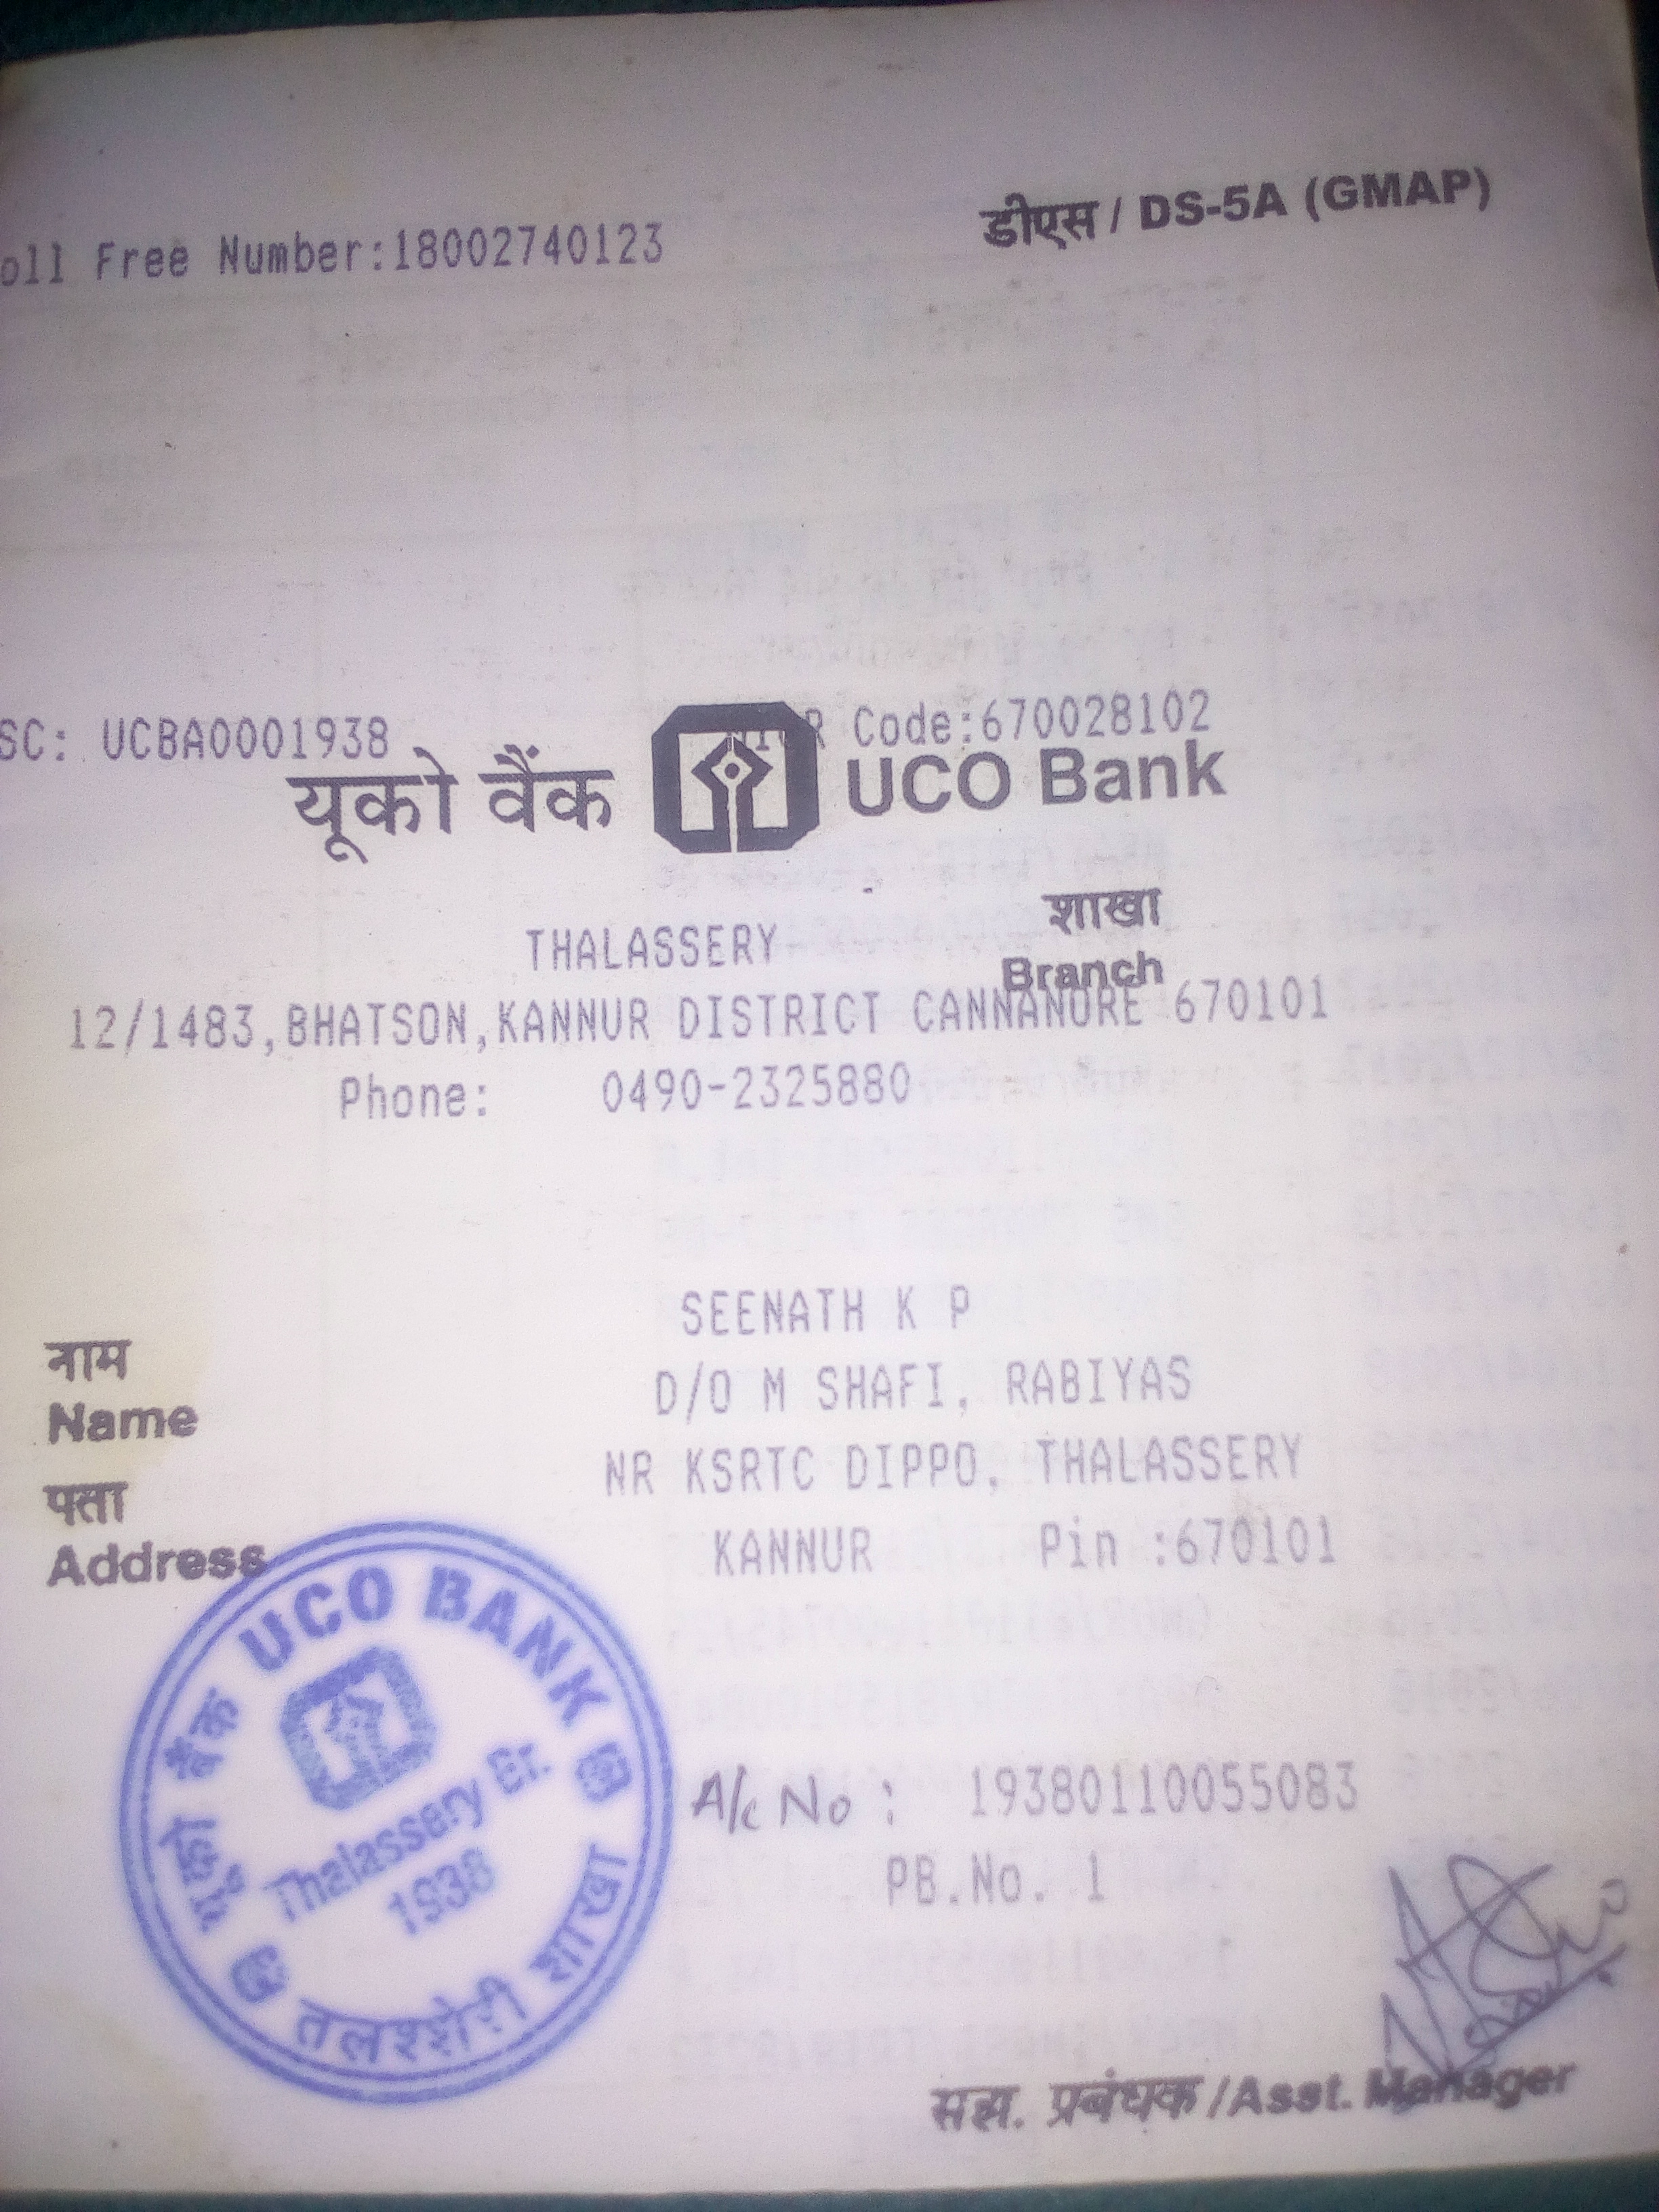 डीएस / DS-5A (GMAP)
oll Free Number:18002740123
SC: UCBA0001938 MICR Code:670028102
यूको बैंक UCO Bank
शाखा
THALASSERY
Branch
12/1483,BHATSON,KANNUR DISTRICT CANNANORE 670101
Phone: 0490-2325880
SEENATH K P
नाम
D/O M SHAFI, RABIYAS
Name
NR KSRTC DIPPO, THALASSERY
पता
KANNUR Pin :670101
Address
यूको बैंक UCO BANK
Thalassery Br.
1938
तलश्शेरी शाखा
A/c No : 19380110055083
PB.No. 1
सहा. प्रबंधक /Asst. Manager